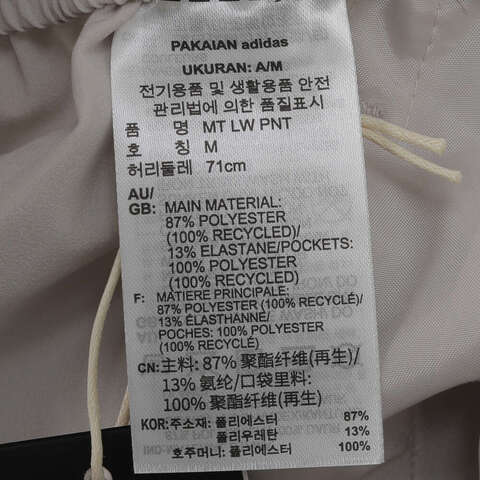 PAKAIAN adidas
UKURAN: A/M
전기용품 및 생활용품 안전
관리법에 의한 품질표시
품 명 MT LW PNT
호 칭 M
허리둘레 71cm
AU/
GB: MAIN MATERIAL:
87% POLYESTER
(100% RECYCLED)/
13% ELASTANE/POCKETS:
100% POLYESTER
(100% RECYCLED)
F: MATIÈRE PRINCIPALE:
87% POLYESTER (100% RECYCLÉ)/
13% ÉLASTHANNE/
POCHES: 100% POLYESTER
(100% RECYCLÉ)
CN: 主料: 87% 聚酯纤维(再生)/
13% 氨纶/口袋里料:
100% 聚酯纤维(再生)
KOR: 주소재: 폴리에스터 87%
폴리우레탄 13%
호주머니: 폴리에스터 100%